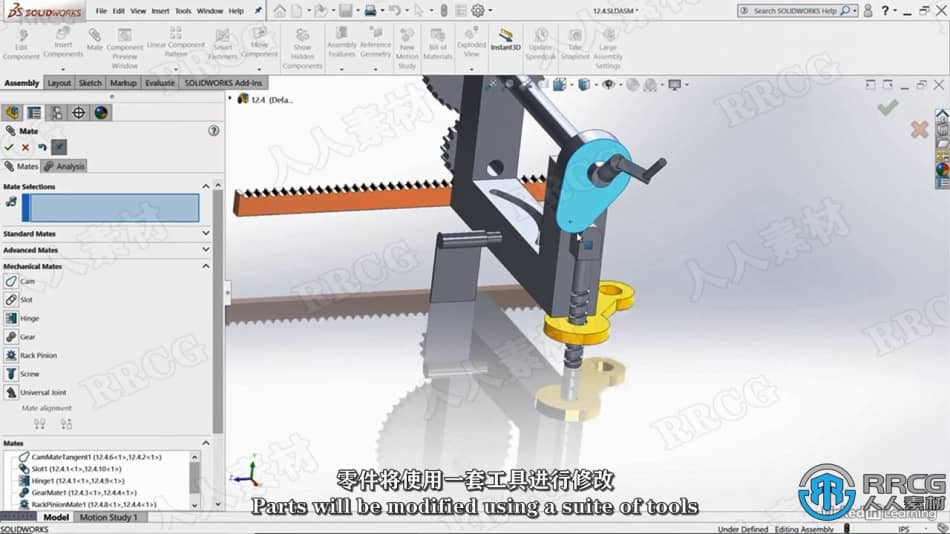 SOLIDWORKS File Edit View Insert Tools Window Help 12.4.SLDASM * Search SOLIDWORKS Help
Edit Component Insert Components Mate Component Preview Window Linear Component Pattern Smart Fasteners Move Component Show Hidden Components Assembly Features Reference Geometry New Motion Study Bill of Materials Exploded View Instant3D Update Speedpak Take Snapshot Large Assembly Settings
Assembly Layout Sketch Markup Evaluate SOLIDWORKS Add-Ins
12.4 (Defa...
Mate
Mates Analysis
Mate Selections
Standard Mates
Advanced Mates
Mechanical Mates
Cam
Slot
Hinge
Gear
Rack Pinion
Screw
Universal Joint
Mate alignment
Mates
CamMateTangent1 (12.4.6<1>,12.4.2<1>)
Slot1 (12.4.1<1>,12.4.10<1>)
Hinge1 (12.4.1<1>,12.4.9<1>)
GearMate1 (12.4.3<1>,12.4.4<1>)
RackPinionMate1 (12.4.8<1>,12.4
零件将使用一套工具进行修改
Parts will be modified using a suite of tools
RRCG
人人素材
Linked in Learning
Model Motion Study 1
SOLIDWORKS Under Defined Editing Assembly IPS